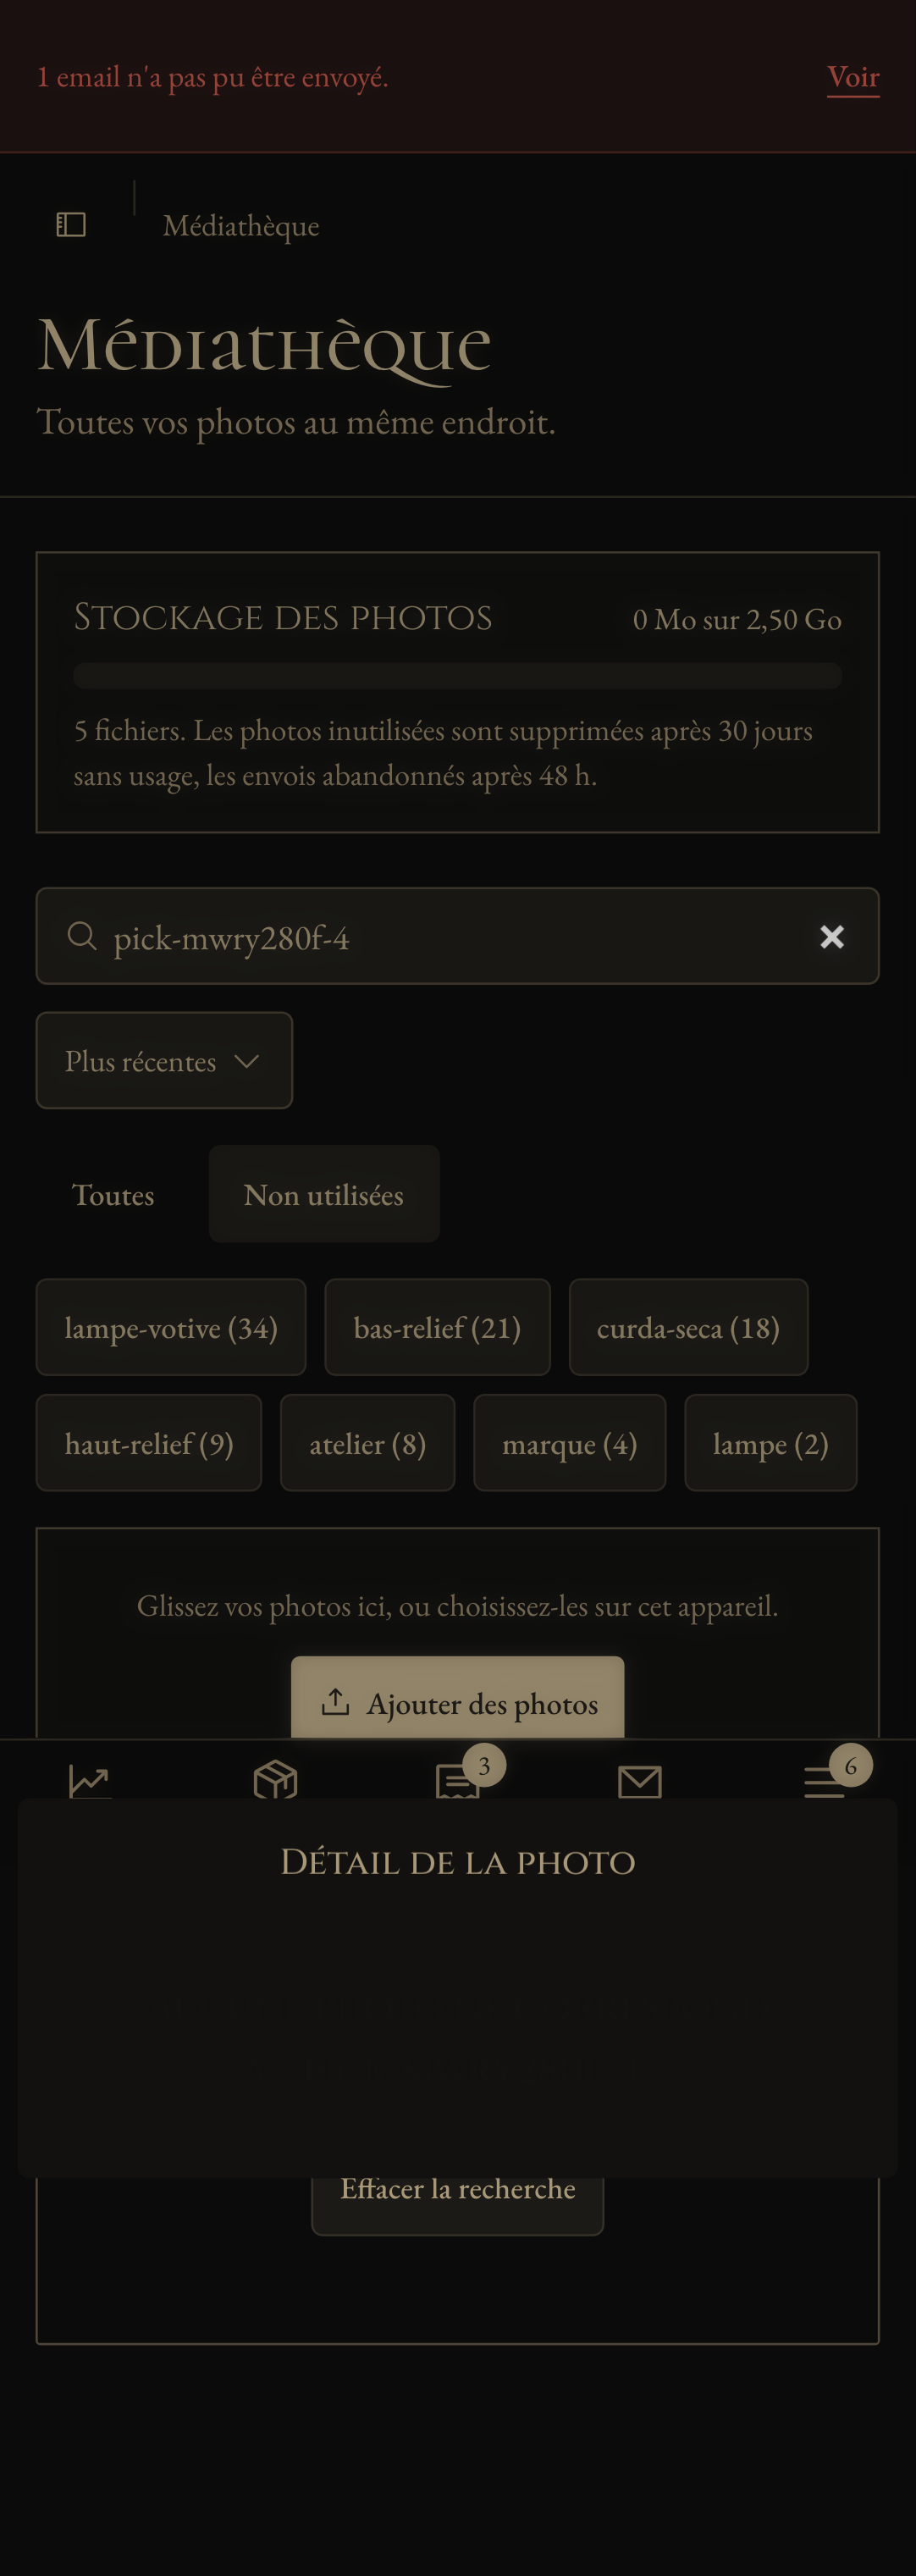 1 email n'a pas pu être envoyé.
Voir
Médiathèque
Médiathèque
Toutes vos photos au même endroit.
Stockage des photos
0 Mo sur 2,50 Go
5 fichiers. Les photos inutilisées sont supprimées après 30 jours
sans usage, les envois abandonnés après 48 h.
pick-mwry280f-4
Plus récentes
Toutes
Non utilisées
lampe-votive (34)
bas-relief (21)
curda-seca (18)
haut-relief (9)
atelier (8)
marque (4)
lampe (2)
Glissez vos photos ici, ou choisissez-les sur cet appareil.
Ajouter des photos
3
6
Détail de la photo
Effacer la recherche